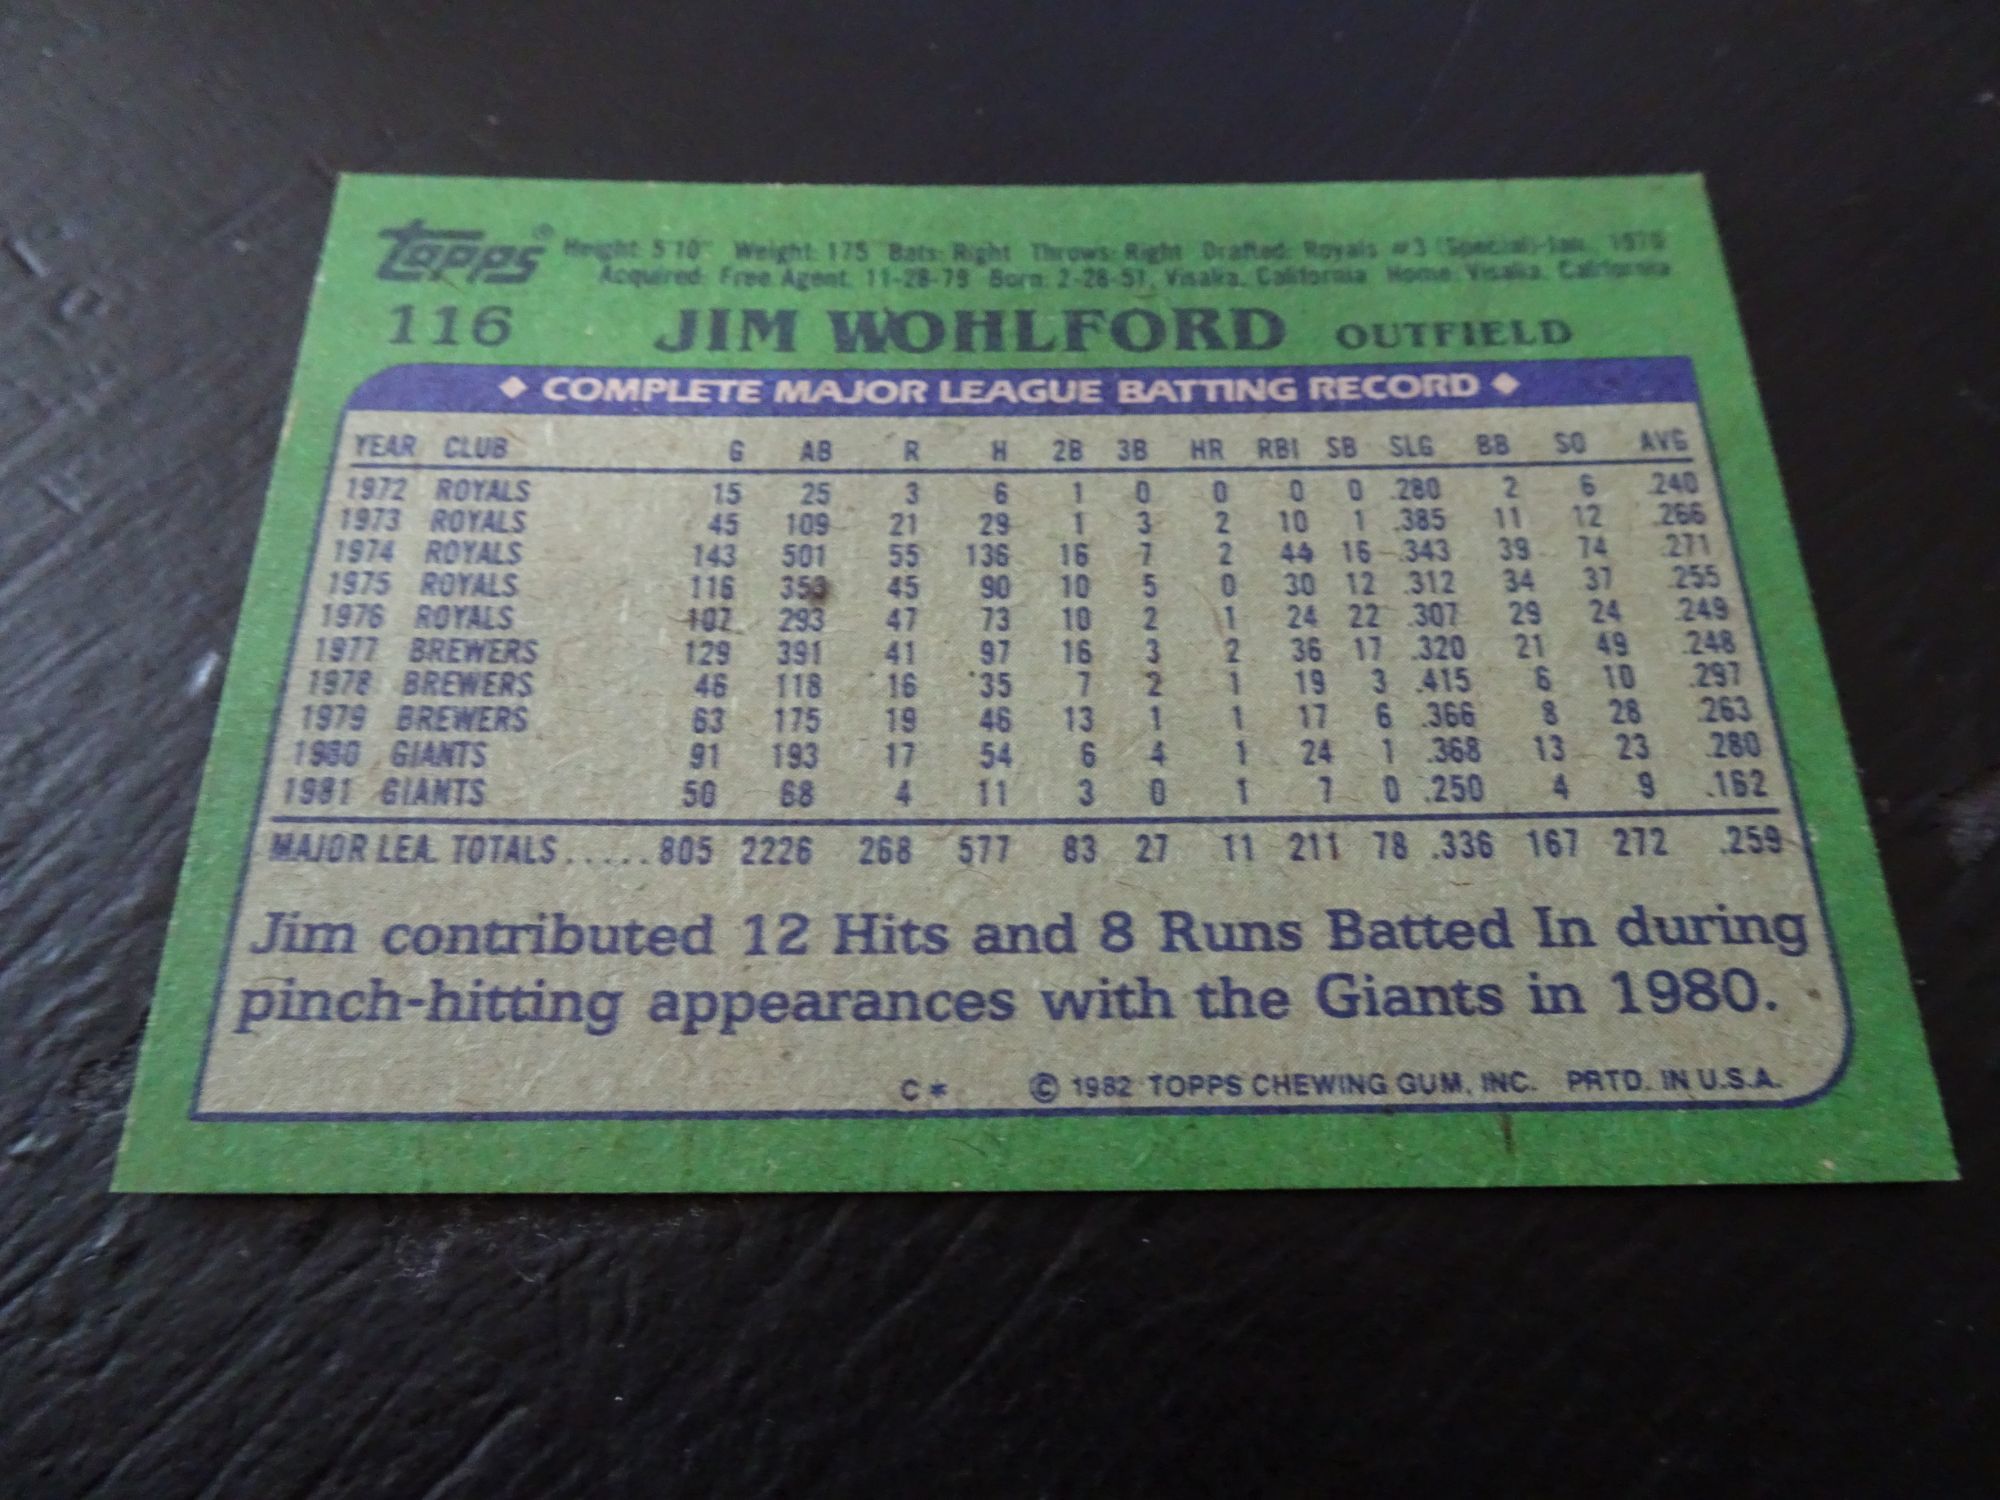 topps® Height: 5'10" Weight: 175 Bats: Right Throws: Right Drafted: Royals #3 (Special)-Jan., 1970
Acquired: Free Agent, 11-28-79 Born: 2-28-51, Visalia, California Home: Visalia, California
116 JIM WOHLFORD OUTFIELD
◆ COMPLETE MAJOR LEAGUE BATTING RECORD ◆
YEAR CLUB G AB R H 2B 3B HR RBI SB SLG BB SO AVG
1972 ROYALS 15 25 3 6 1 0 0 0 0 .280 2 6 .240
1973 ROYALS 45 109 21 29 1 3 2 10 1 .385 11 12 .266
1974 ROYALS 143 501 55 136 16 7 2 44 16 .343 39 74 .271
1975 ROYALS 116 353 45 90 10 5 0 30 12 .312 34 37 .255
1976 ROYALS 107 293 47 73 10 2 1 24 22 .307 29 24 .249
1977 BREWERS 129 391 41 97 16 3 2 36 17 .320 21 49 .248
1978 BREWERS 46 118 16 35 7 2 1 19 3 .415 6 10 .297
1979 BREWERS 63 175 19 46 13 1 1 17 6 .366 8 28 .263
1980 GIANTS 91 193 17 54 6 4 1 24 1 .368 13 23 .280
1981 GIANTS 50 68 4 11 3 0 1 7 0 .250 4 9 .162
MAJOR LEA. TOTALS.....805 2226 268 577 83 27 11 211 78 .336 167 272 .259
Jim contributed 12 Hits and 8 Runs Batted In during
pinch-hitting appearances with the Giants in 1980.
C* © 1982 TOPPS CHEWING GUM, INC. PRTD. IN U.S.A.